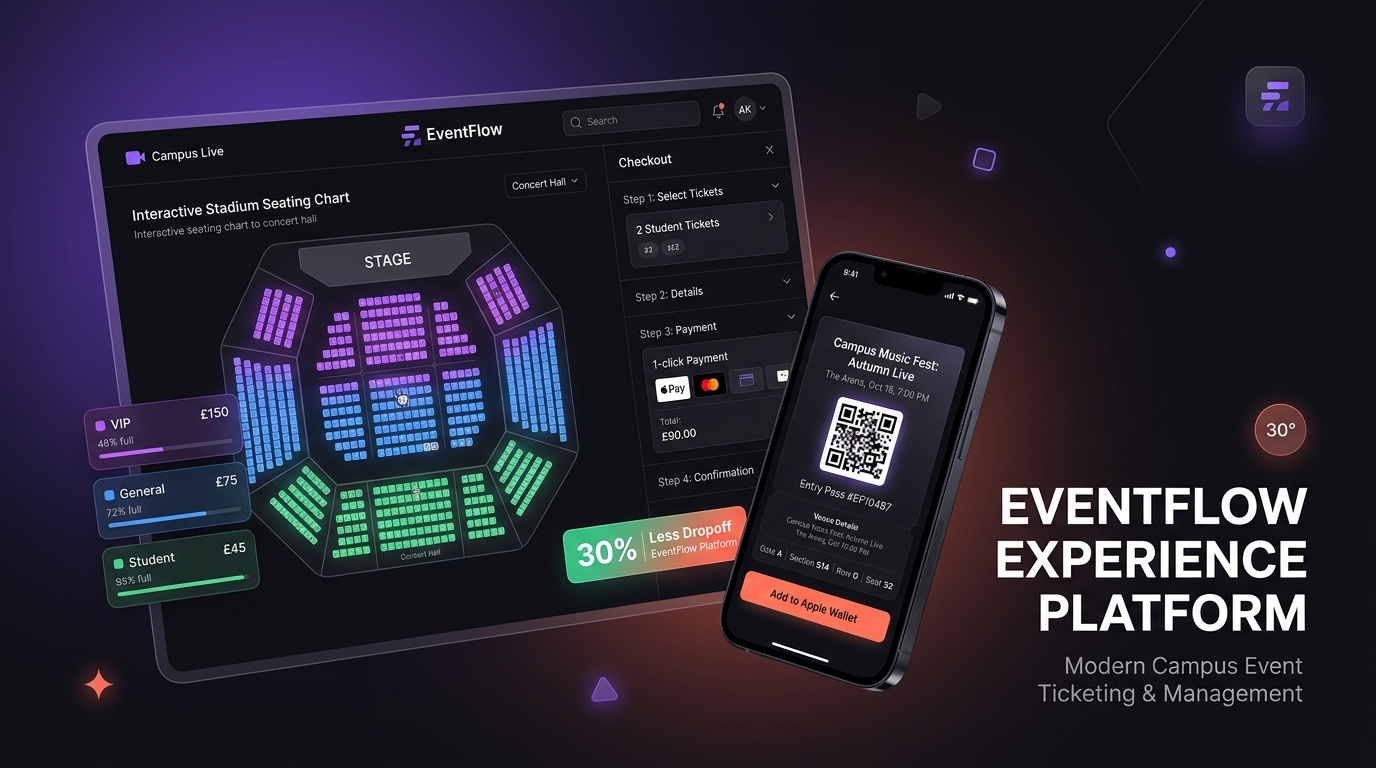 Campus Live
EventFlow
Search
AK
Interactive Stadium Seating Chart
Interactive seating chart to concert hall
Concert Hall
STAGE
Concert Hall
VIP £150
48% full
General £75
72% full
Student £45
85% full
Checkout
Step 1: Select Tickets
2 Student Tickets
Step 2: Details
Step 3: Payment
1-click Payment
Pay
Total:
£90.00
Step 4: Confirmation
30%
Less Dropoff
EventFlow Platform
9:41
Campus Music Fest:
Autumn Live
The Arena, Oct 18, 7:00 PM
Entry Pass #EP10487
Venue Details
Gate A Section S14 Row O Seat 32
Add to Apple Wallet
30°
EVENTFLOW
EXPERIENCE
PLATFORM
Modern Campus Event
Ticketing & Management